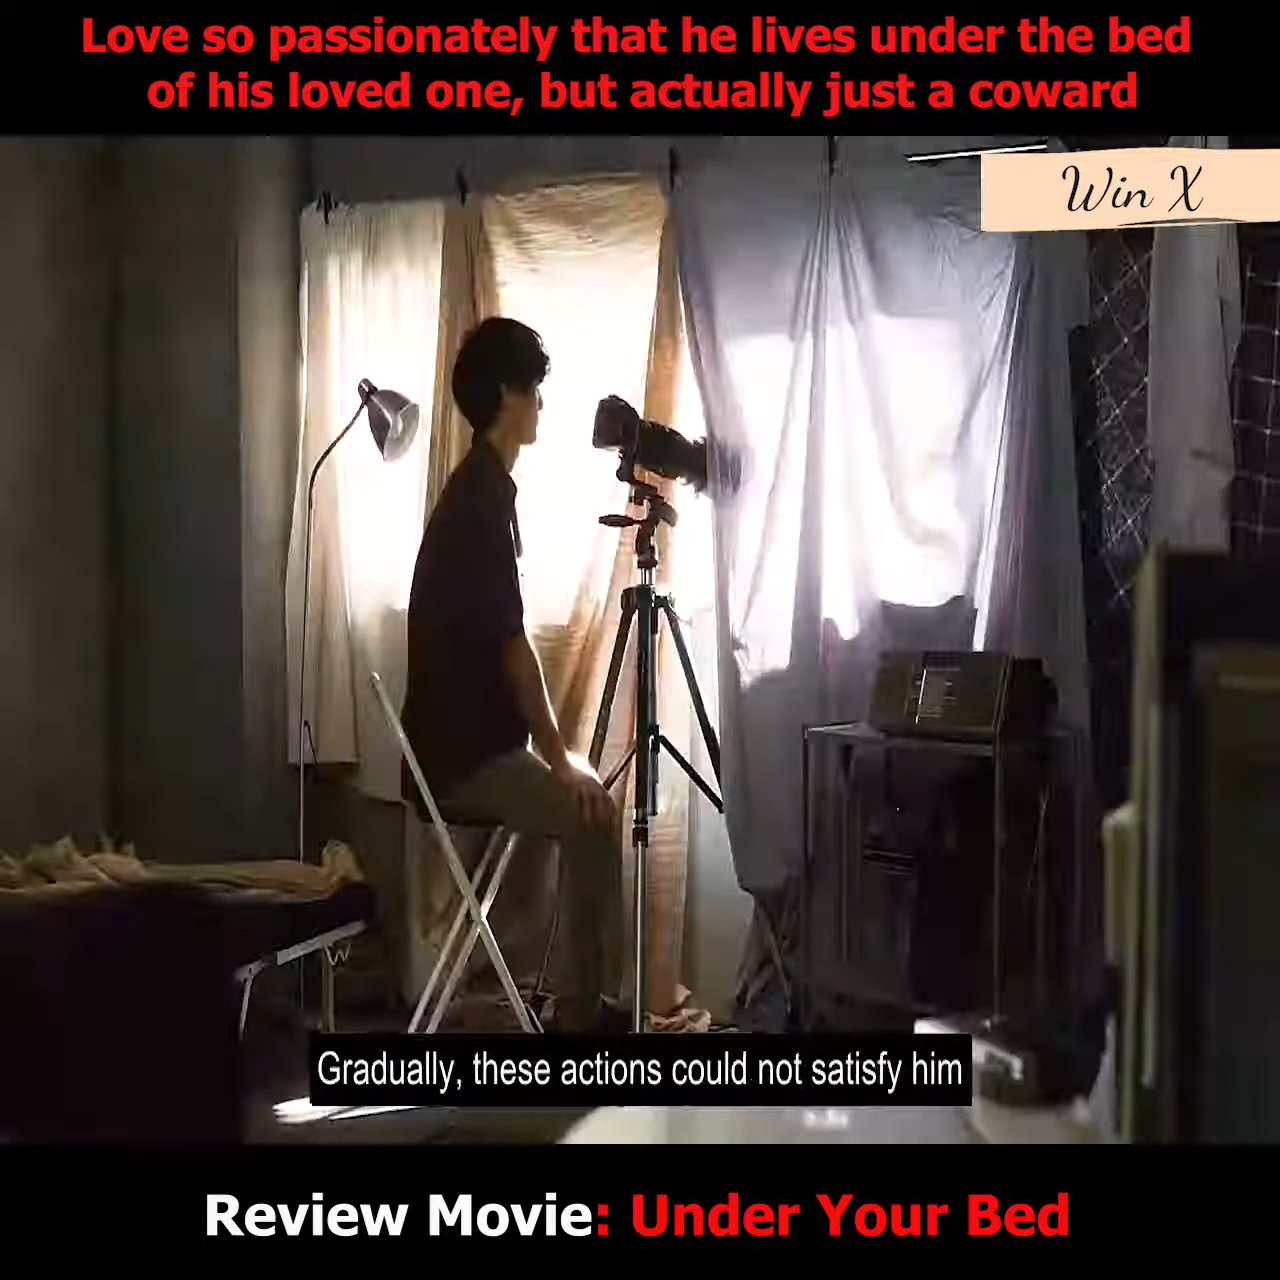 Love so passionately that he lives under the bed
of his loved one, but actually just a coward
Win X
Gradually, these actions could not satisfy him
Review Movie: Under Your Bed